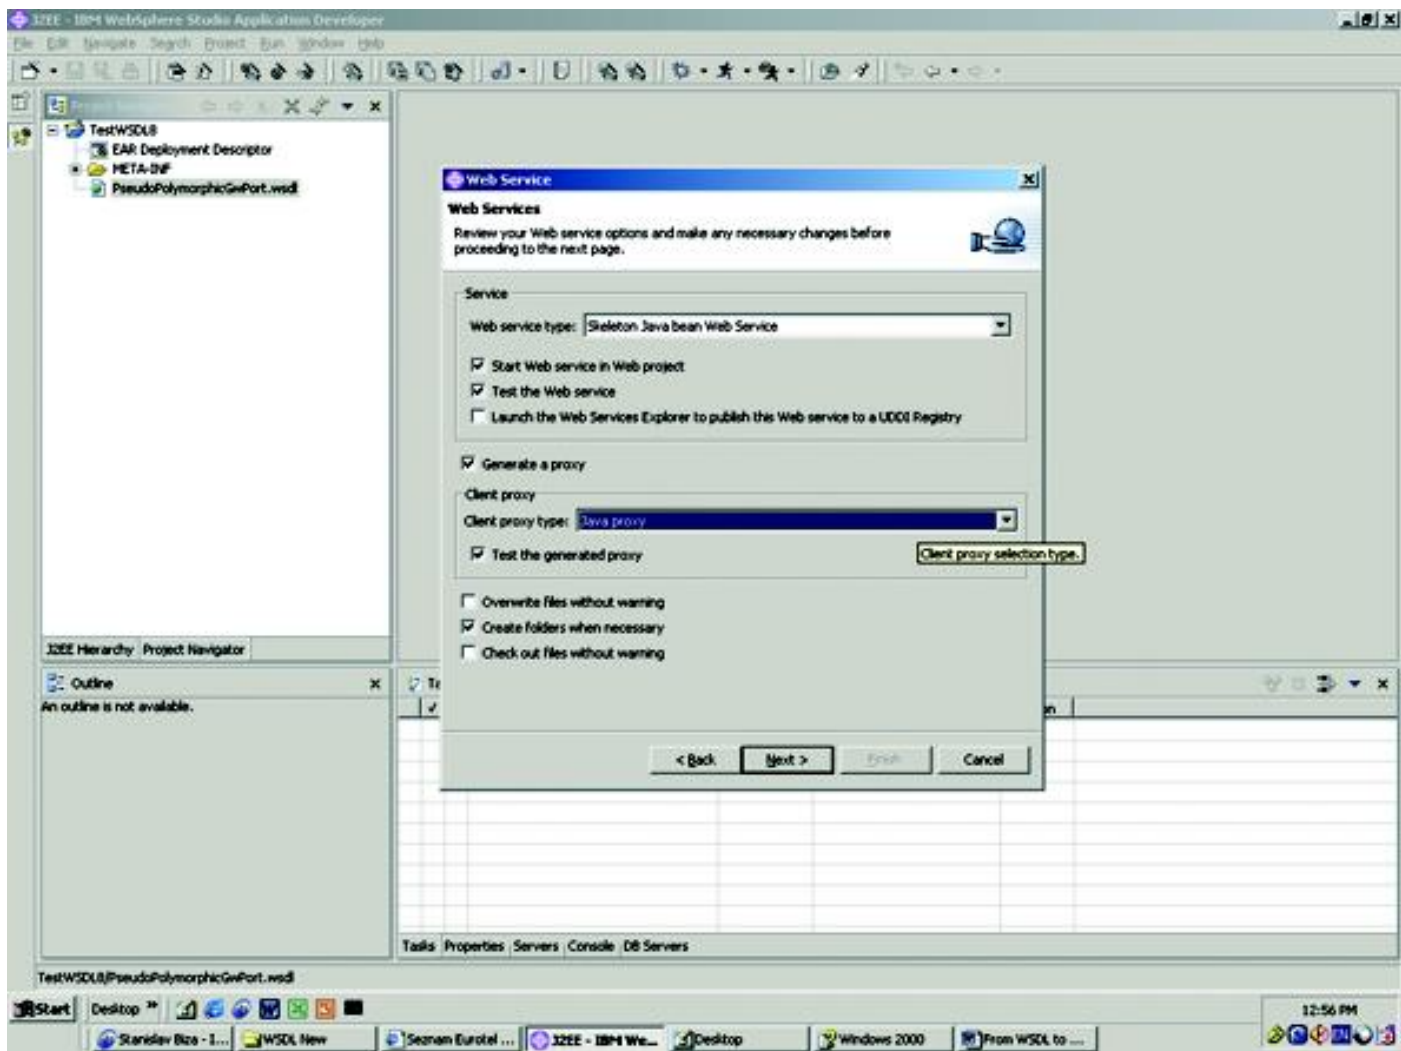 J2EE - IBM WebSphere Studio Application Developer
File Edit Navigate Search Project Run Window Help
TestWSDL8
EAR Deployment Descriptor
META-INF
PseudoPolymorphicGwPort.wsdl
J2EE Hierarchy Project Navigator
Outline
An outline is not available.
Web Service
Web Services
Review your Web service options and make any necessary changes before
proceeding to the next page.
Service
Web service type: Skeleton Java bean Web Service
Start Web service in Web project
Test the Web service
Launch the Web Services Explorer to publish this Web service to a UDDI Registry
Generate a proxy
Client proxy
Client proxy type: Java proxy
Client proxy selection type.
Test the generated proxy
Overwrite files without warning
Create folders when necessary
Check out files without warning
< Back Next > Finish Cancel
Tasks Properties Servers Console DB Servers
TestWSDL8/PseudoPolymorphicGwPort.wsdl
Start Desktop » 12:56 PM
Stanislav Biza - I... WSDL New Seznam Eurotel ... J2EE - IBM We... Desktop Windows 2000 From WSDL to ....